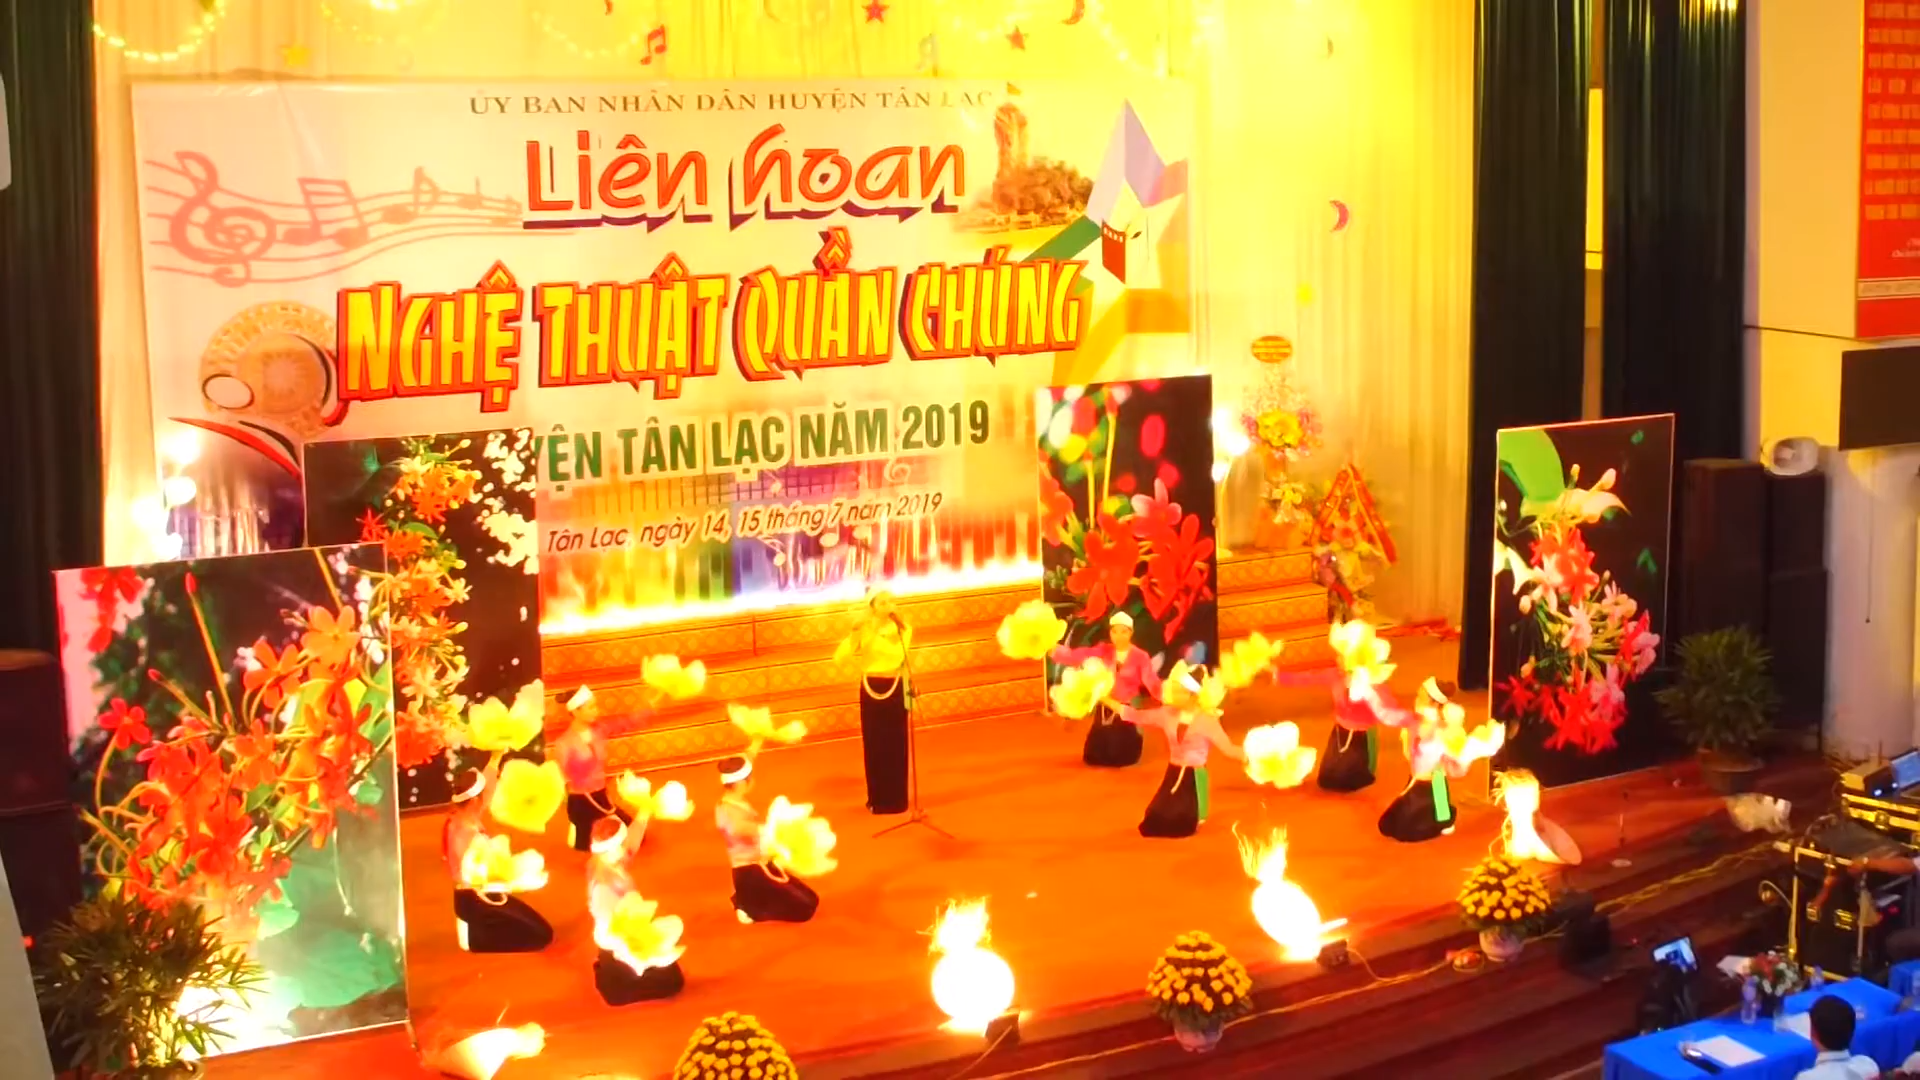 ỦY BAN NHÂN DÂN HUYỆN TÂN LẠC
Liên hoan
NGHỆ THUẬT QUẦN CHÚNG
YỆN TÂN LẠC NĂM 2019
Tân Lạc, ngày 14, 15 tháng 7 năm 2019